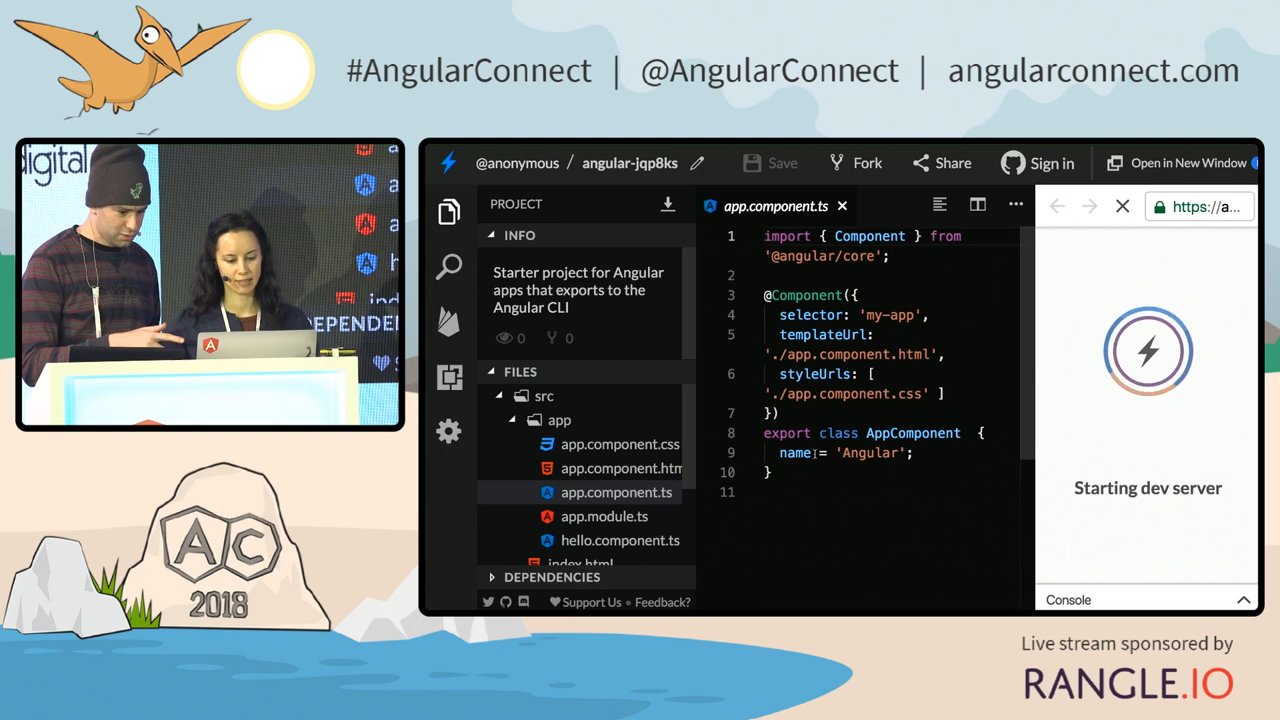 #AngularConnect | @AngularConnect | angularconnect.com
digital
DEPENDEN
@anonymous / angular-jqp8ks
Save
Fork
Share
Sign in
Open in New Window
PROJECT
INFO
Starter project for Angular
apps that exports to the
Angular CLI
0
0
FILES
src
app
app.component.css
app.component.htm
app.component.ts
app.module.ts
hello.component.ts
index.html
DEPENDENCIES
Support Us • Feedback?
app.component.ts
1 import { Component } from
'@angular/core';
2
3 @Component({
4 selector: 'my-app',
5 templateUrl:
'./app.component.html',
6 styleUrls: [
'./app.component.css' ]
7 })
8 export class AppComponent {
9 name = 'Angular';
10 }
11
https://a...
Starting dev server
Console
A C
2018
Live stream sponsored by
RANGLE.IO